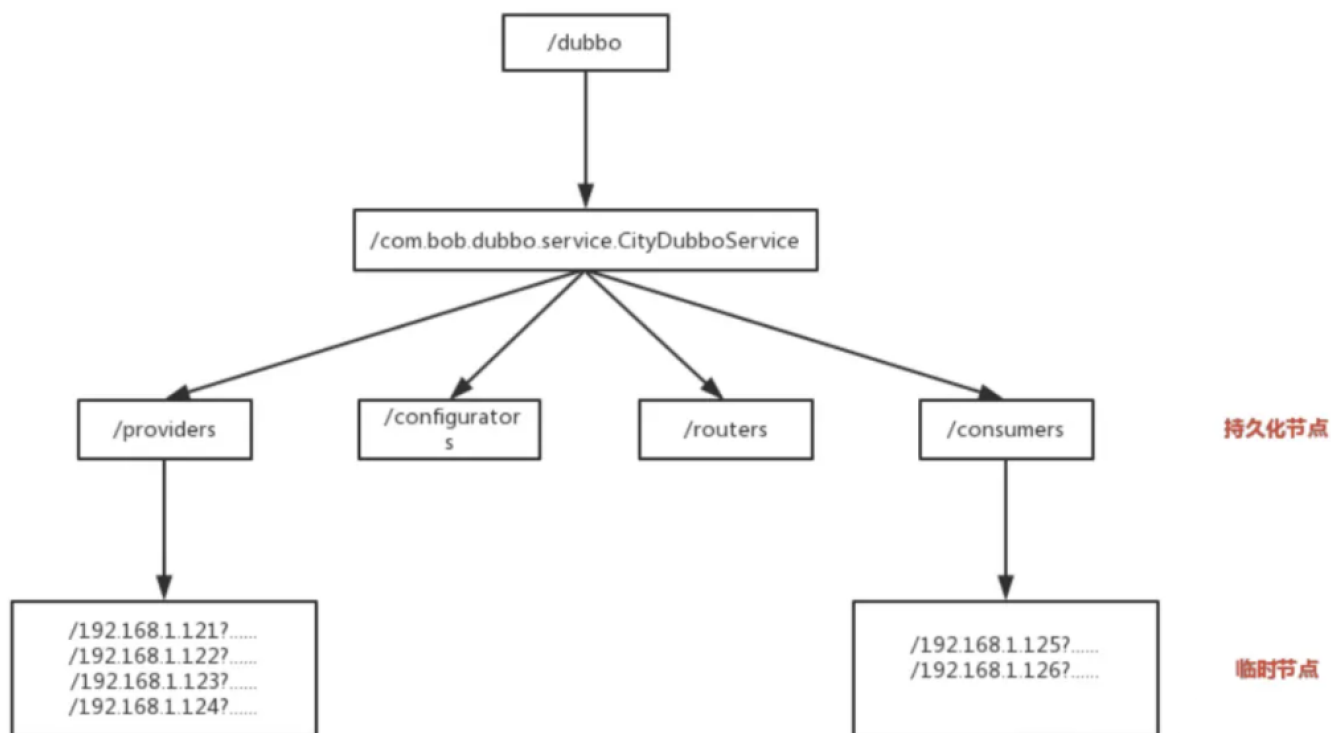 /dubbo
/com.bob.dubbo.service.CityDubboService
/providers
/configurator
s
/routers
/consumers
持久化节点
/192.168.1.121?......
/192.168.1.122?......
/192.168.1.123?......
/192.168.1.124?......
/192.168.1.125?......
/192.168.1.126?......
临时节点